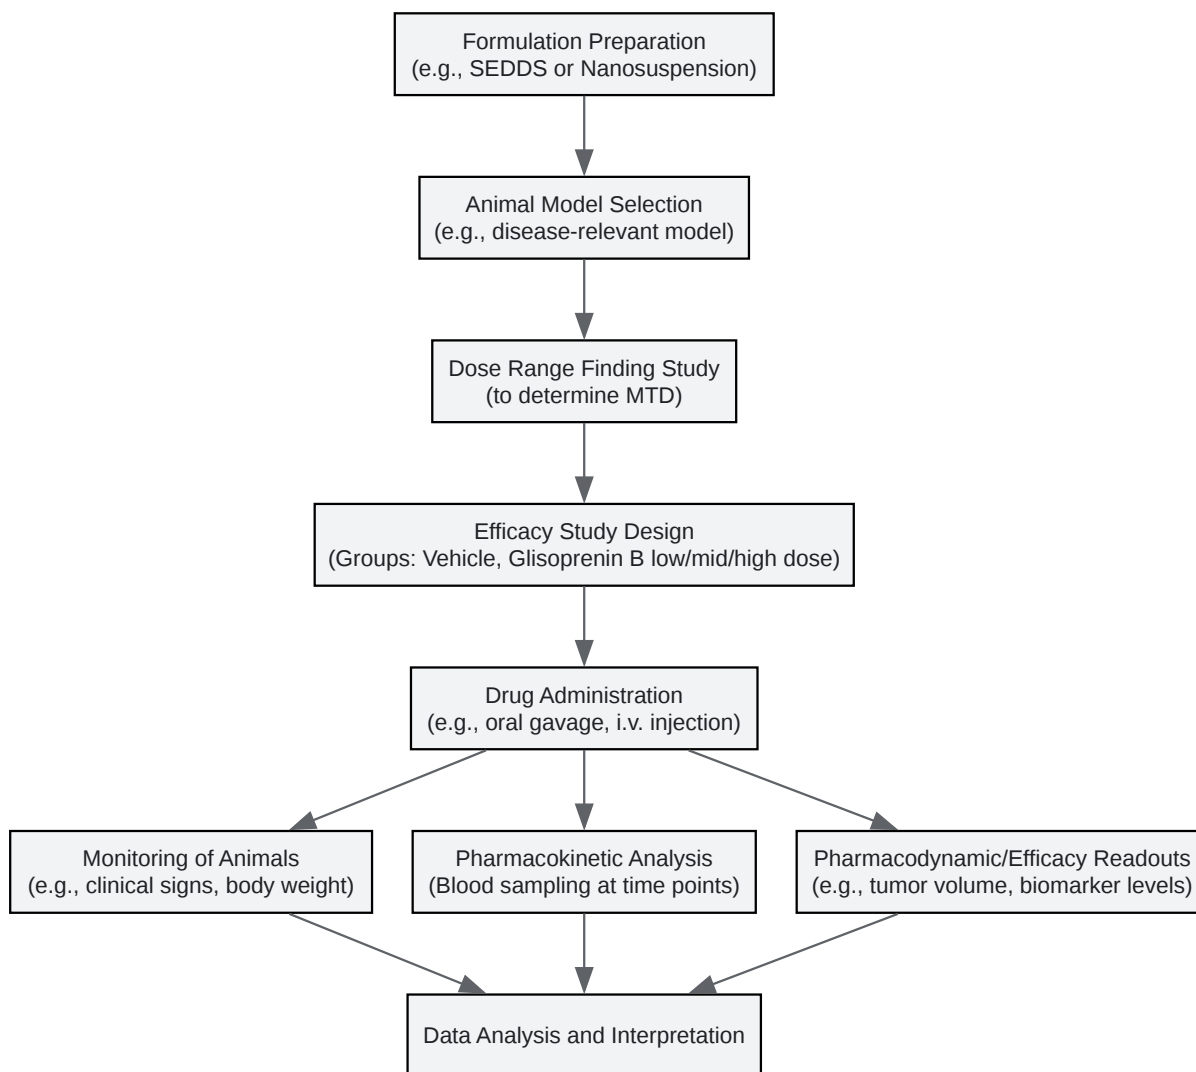 Formulation Preparation
(e.g., SEDDS or Nanosuspension)
Animal Model Selection
(e.g., disease-relevant model)
Dose Range Finding Study
(to determine MTD)
Efficacy Study Design
(Groups: Vehicle, Glisoprenin B low/mid/high dose)
Drug Administration
(e.g., oral gavage, i.v. injection)
Monitoring of Animals
(e.g., clinical signs, body weight)
Pharmacokinetic Analysis
(Blood sampling at time points)
Pharmacodynamic/Efficacy Readouts
(e.g., tumor volume, biomarker levels)
Data Analysis and Interpretation